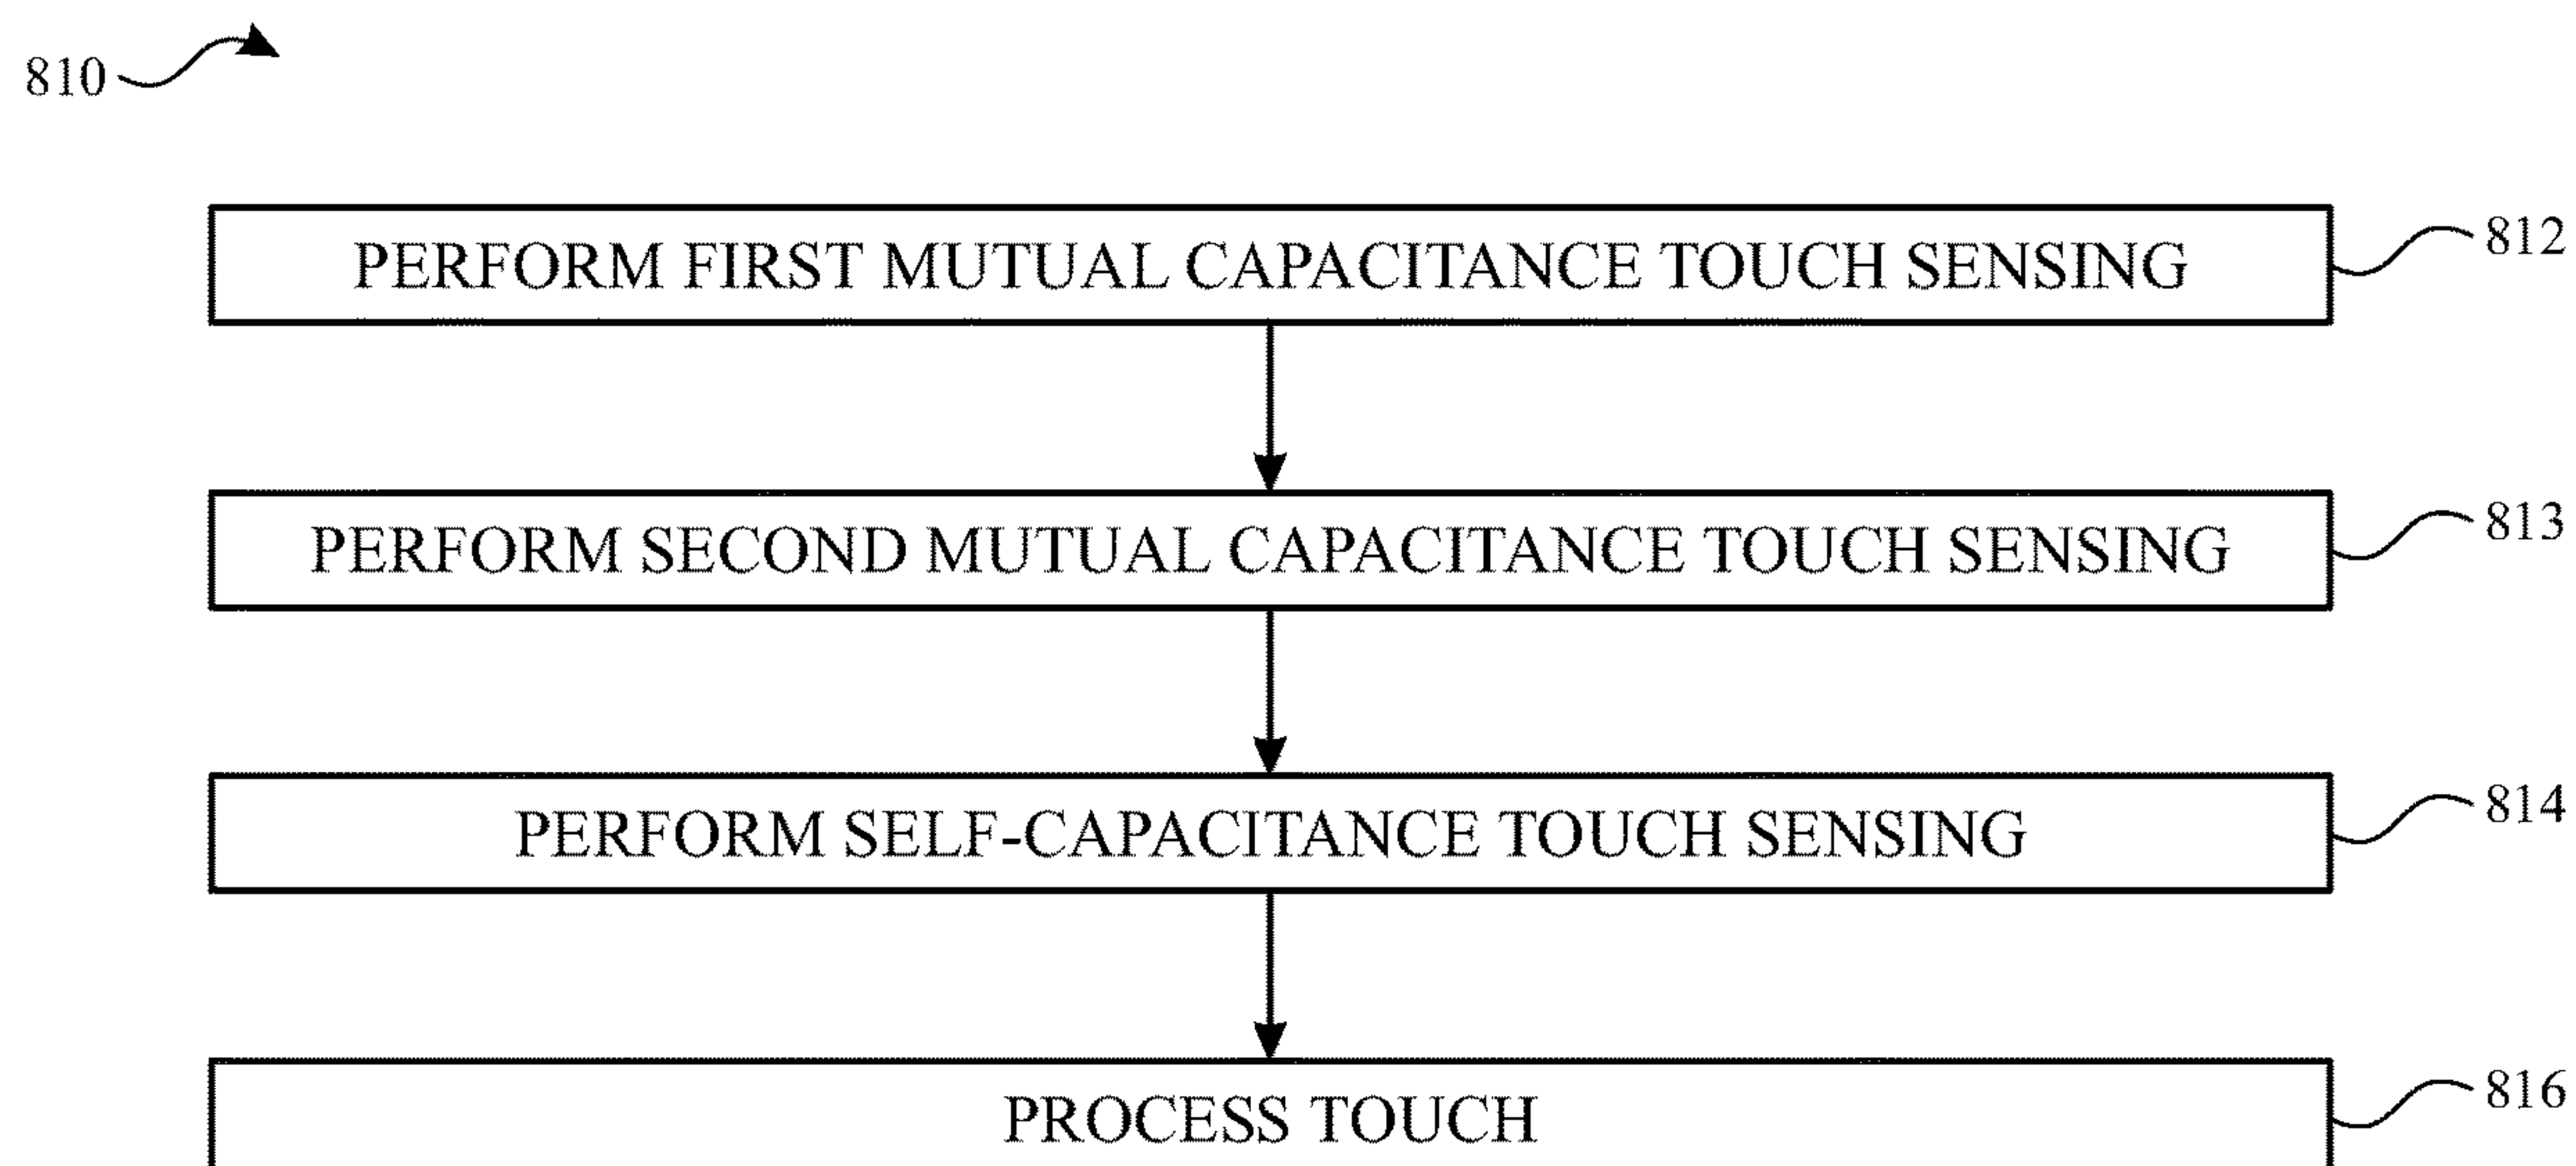 810
PERFORM FIRST MUTUAL CAPACITANCE TOUCH SENSING
812
PERFORM SECOND MUTUAL CAPACITANCE TOUCH SENSING
813
PERFORM SELF-CAPACITANCE TOUCH SENSING
814
PROCESS TOUCH
816